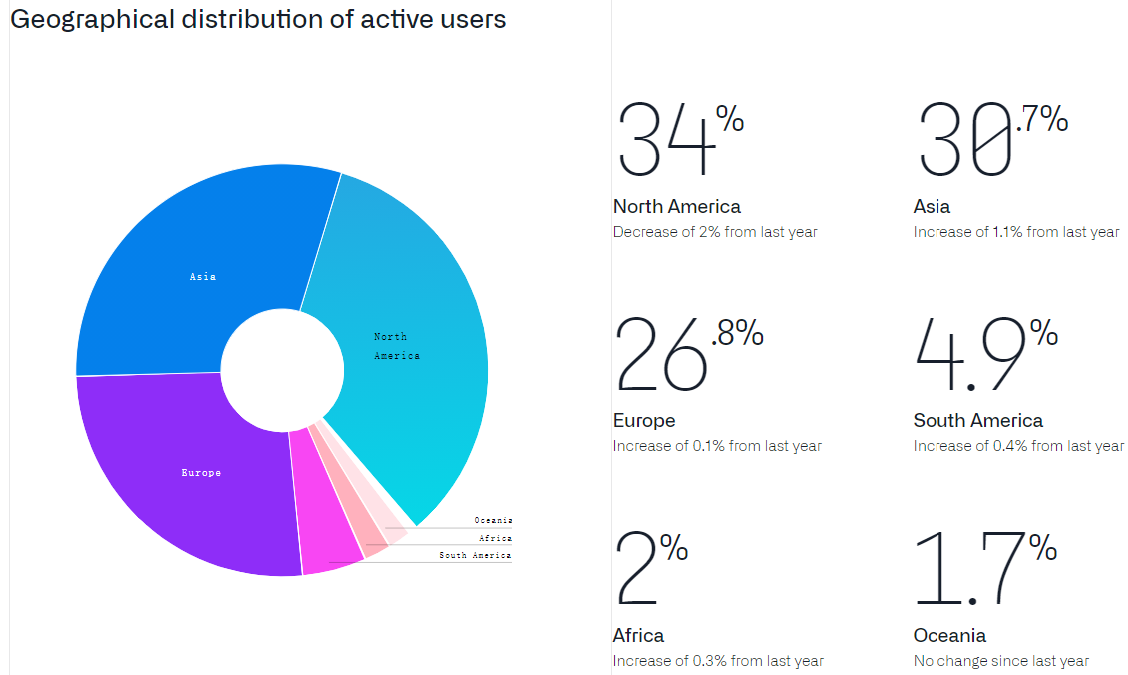 Geographical distribution of active users
34%
North America
Decrease of 2% from last year
30.7%
Asia
Increase of 1.1% from last year
26.8%
Europe
Increase of 0.1% from last year
4.9%
South America
Increase of 0.4% from last year
2%
Africa
Increase of 0.3% from last year
1.7%
Oceania
No change since last year
Asia
North
America
Europe
Oceania
Africa
South America